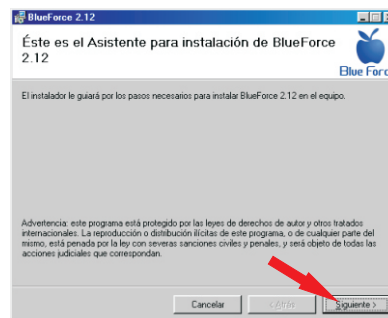 BlueForce 2.12
Éste es el Asistente para instalación de BlueForce
2.12
Blue Forc
El instalador le guiará por los pasos necesarios para instalar BlueForce 2.12 en el equipo.
Advertencia: este programa está protegido por las leyes de derechos de autor y otros tratados
internacionales. La reproducción o distribución ilícitas de este programa, o de cualquier parte del
mismo, está penada por la ley con severas sanciones civiles y penales, y será objeto de todas las
acciones judiciales que correspondan.
Cancelar < Atrás Siguiente >